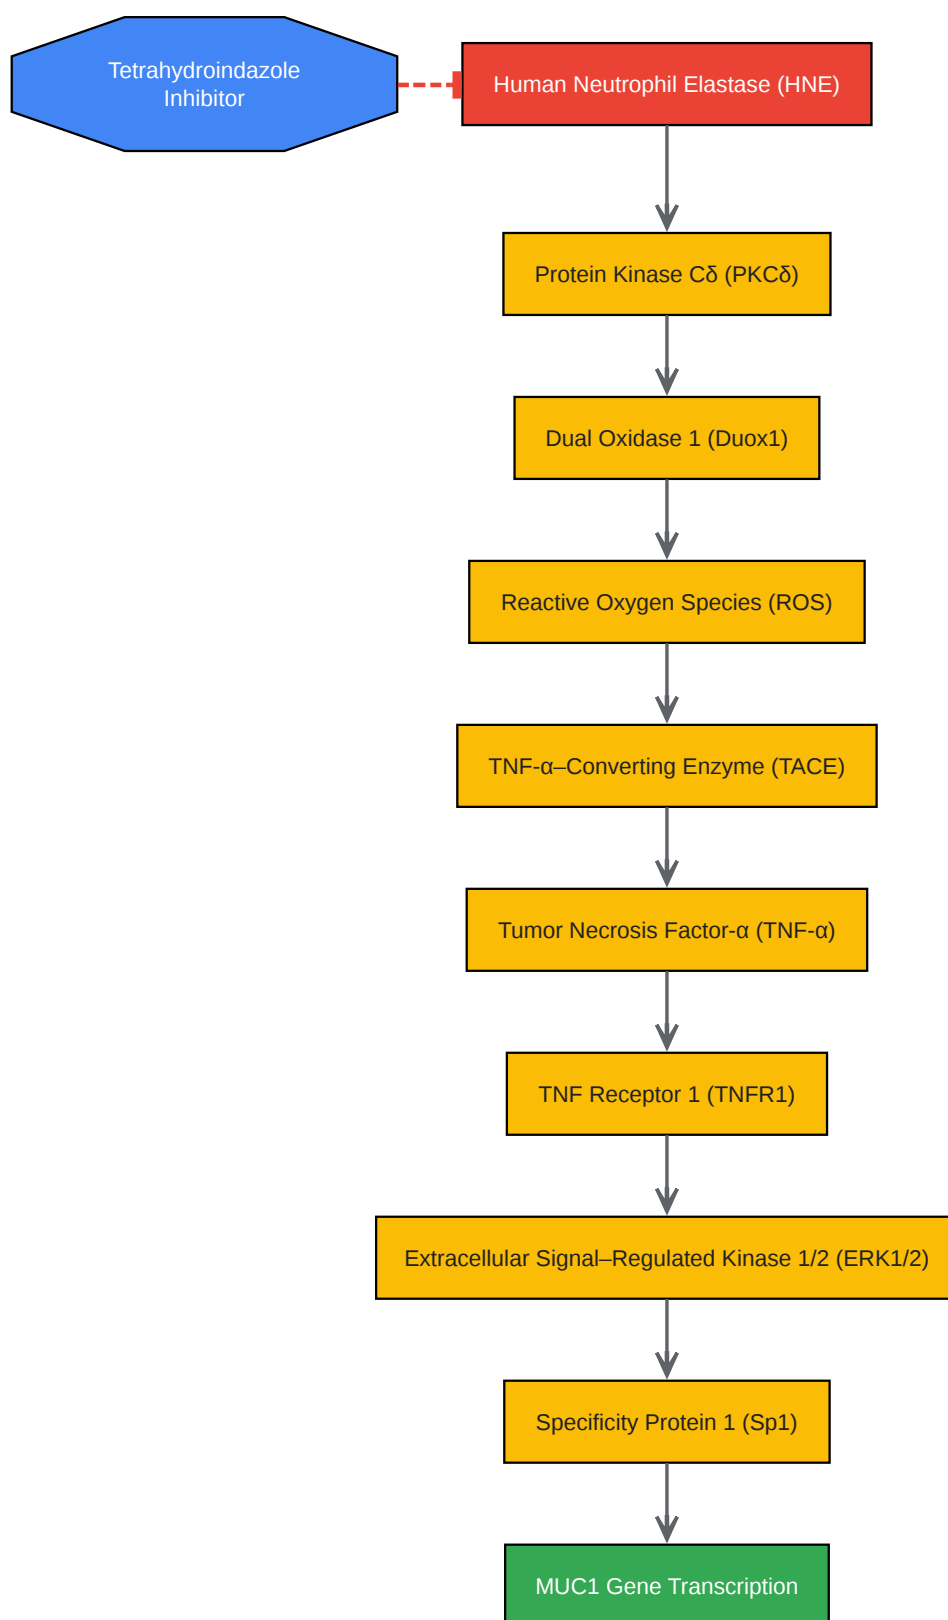 Tetrahydroindazole
Inhibitor
Human Neutrophil Elastase (HNE)
Protein Kinase Cδ (PKCδ)
Dual Oxidase 1 (Duox1)
Reactive Oxygen Species (ROS)
TNF-α–Converting Enzyme (TACE)
Tumor Necrosis Factor-α (TNF-α)
TNF Receptor 1 (TNFR1)
Extracellular Signal–Regulated Kinase 1/2 (ERK1/2)
Specificity Protein 1 (Sp1)
MUC1 Gene Transcription